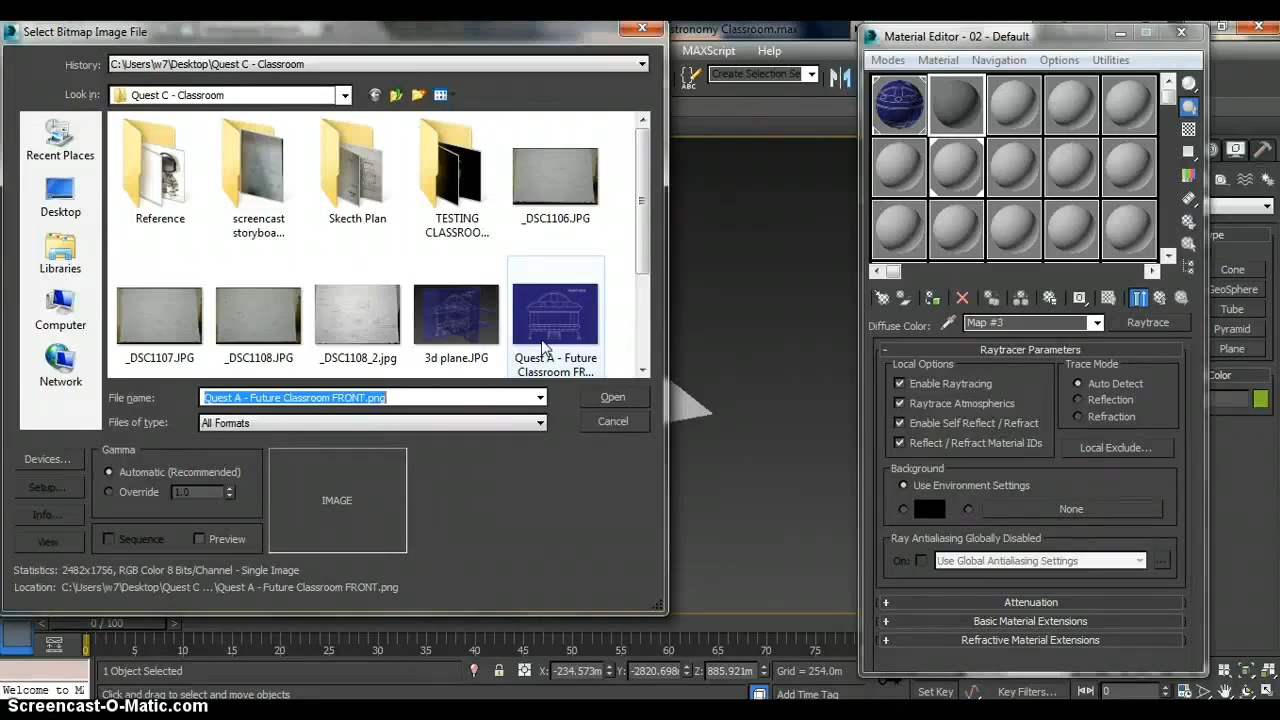 Select Bitmap Image File
History: C:\Users\w7\Desktop\Quest C - Classroom
Look in: Quest C - Classroom
Recent Places
Desktop
Libraries
Computer
Network
Reference
screencast storyboa...
Skecth Plan
TESTING CLASSROO...
_DSC1106.JPG
_DSC1107.JPG
_DSC1108.JPG
_DSC1108_2.jpg
3d plane.JPG
Quest A - Future Classroom FR...
File name: Quest A - Future Classroom FRONT.png
Open
Files of type: All Formats
Cancel
Devices...
Setup...
Info...
View
Gamma
Automatic (Recommended)
Override 1.0
Sequence
Preview
IMAGE
Statistics: 2482x1756, RGB Color 8 Bits/Channel - Single Image
Location: C:\Users\w7\Desktop\Quest C ...\Quest A - Future Classroom FRONT.png
stronomy Classroom.max
MAXScript Help
ABC
Create Selection Se
Material Editor - 02 - Default
Modes Material Navigation Options Utilities
Diffuse Color: Map #3 Raytrace
Raytracer Parameters
Local Options
Enable Raytracing
Raytrace Atmospherics
Enable Self Reflect / Refract
Reflect / Refract Material IDs
Trace Mode
Auto Detect
Reflection
Refraction
Local Exclude...
Background
Use Environment Settings
None
Ray Antialiasing Globally Disabled
On: Use Global Antialiasing Settings ...
+ Attenuation
+ Basic Material Extensions
+ Refractive Material Extensions
ype
Cone
GeoSphere
Tube
Pyramid
Plane
Color
< 0 / 100 >
0 5 10 15 20 25 30 35 40 45 50 55 60 65 70 75
1 Object Selected
X: -234.573m Y: -2820.698m Z: 885.921m Grid = 254.0m
Welcome to M
Click and drag to select and move objects
Add Time Tag
Set Key Key Filters... 0
Screencast-O-Matic.com